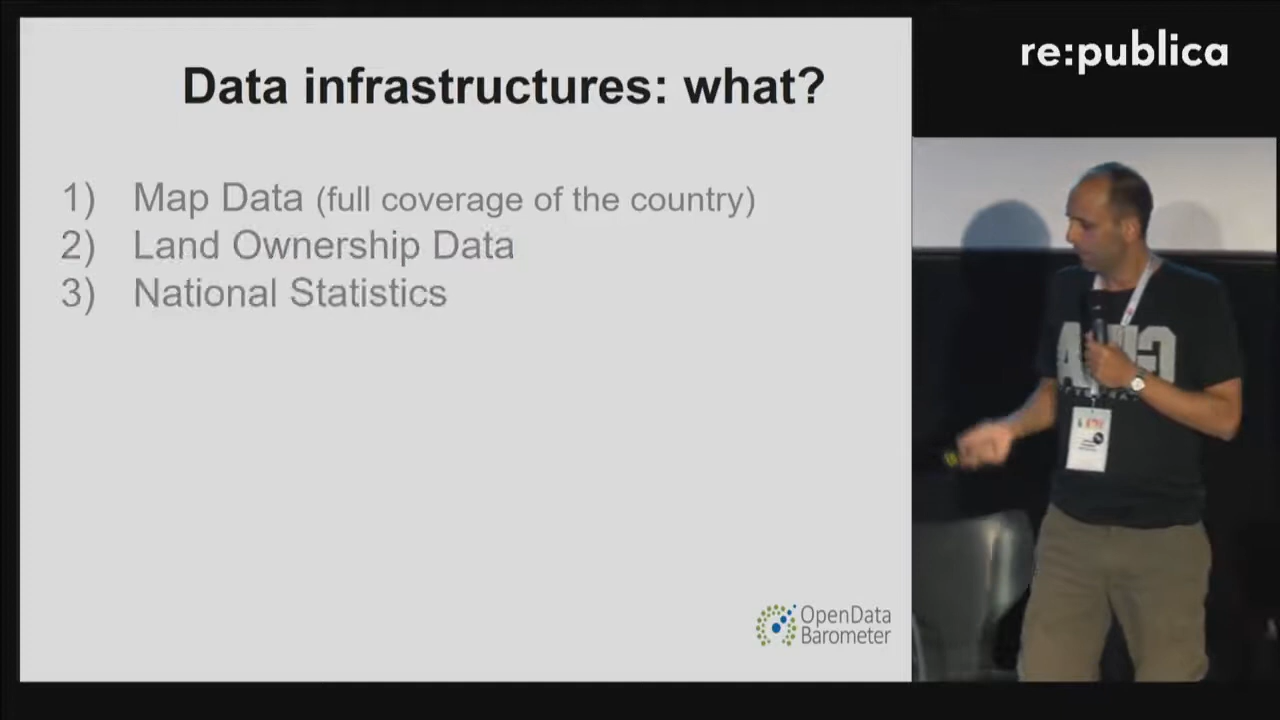 re:publica
Data infrastructures: what?
1) Map Data (full coverage of the country)
2) Land Ownership Data
3) National Statistics
OpenData
Barometer